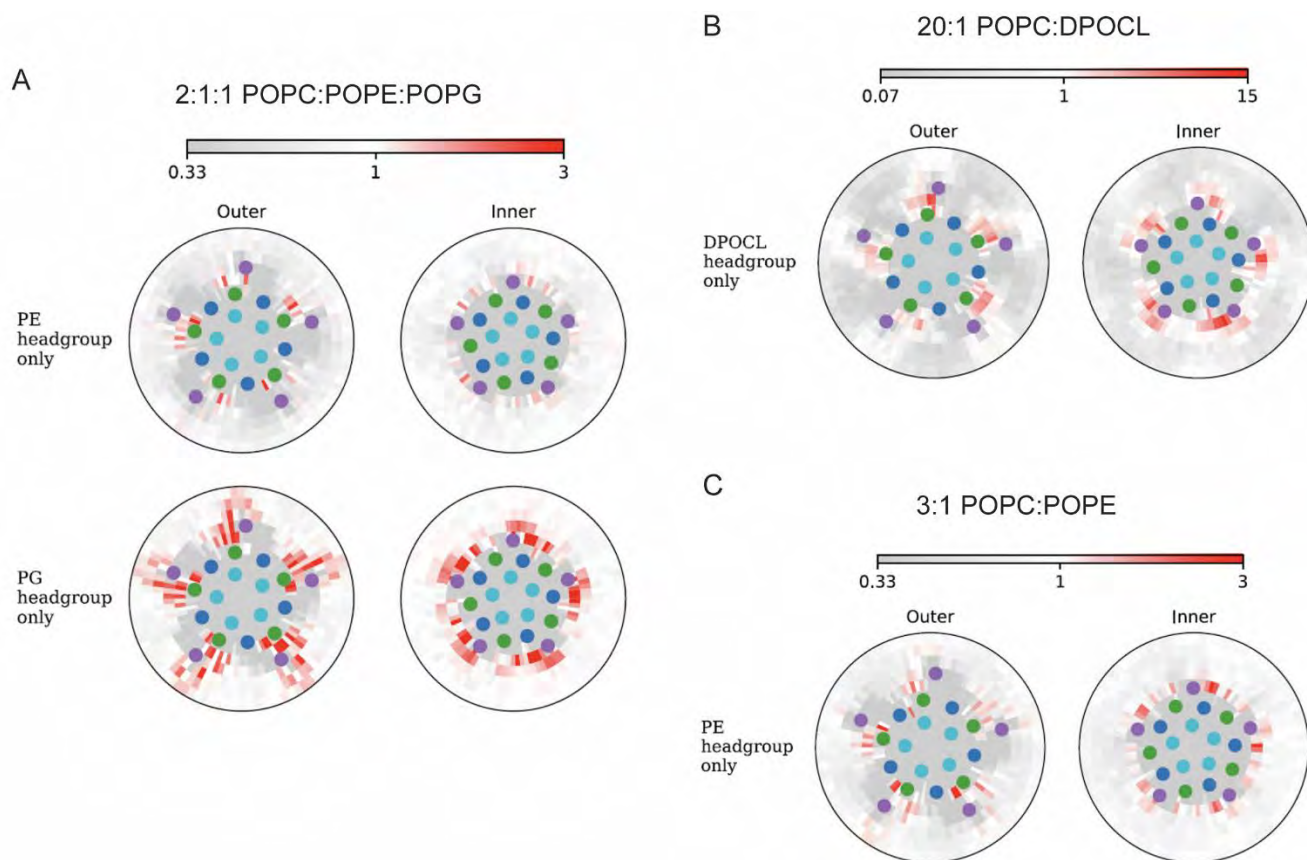 A
2:1:1 POPC:POPE:POPG
0.33 1 3
Outer Inner
PE
headgroup
only
PG
headgroup
only
B
20:1 POPC:DPOCL
0.07 1 15
Outer Inner
DPOCL
headgroup
only
C
3:1 POPC:POPE
0.33 1 3
Outer Inner
PE
headgroup
only